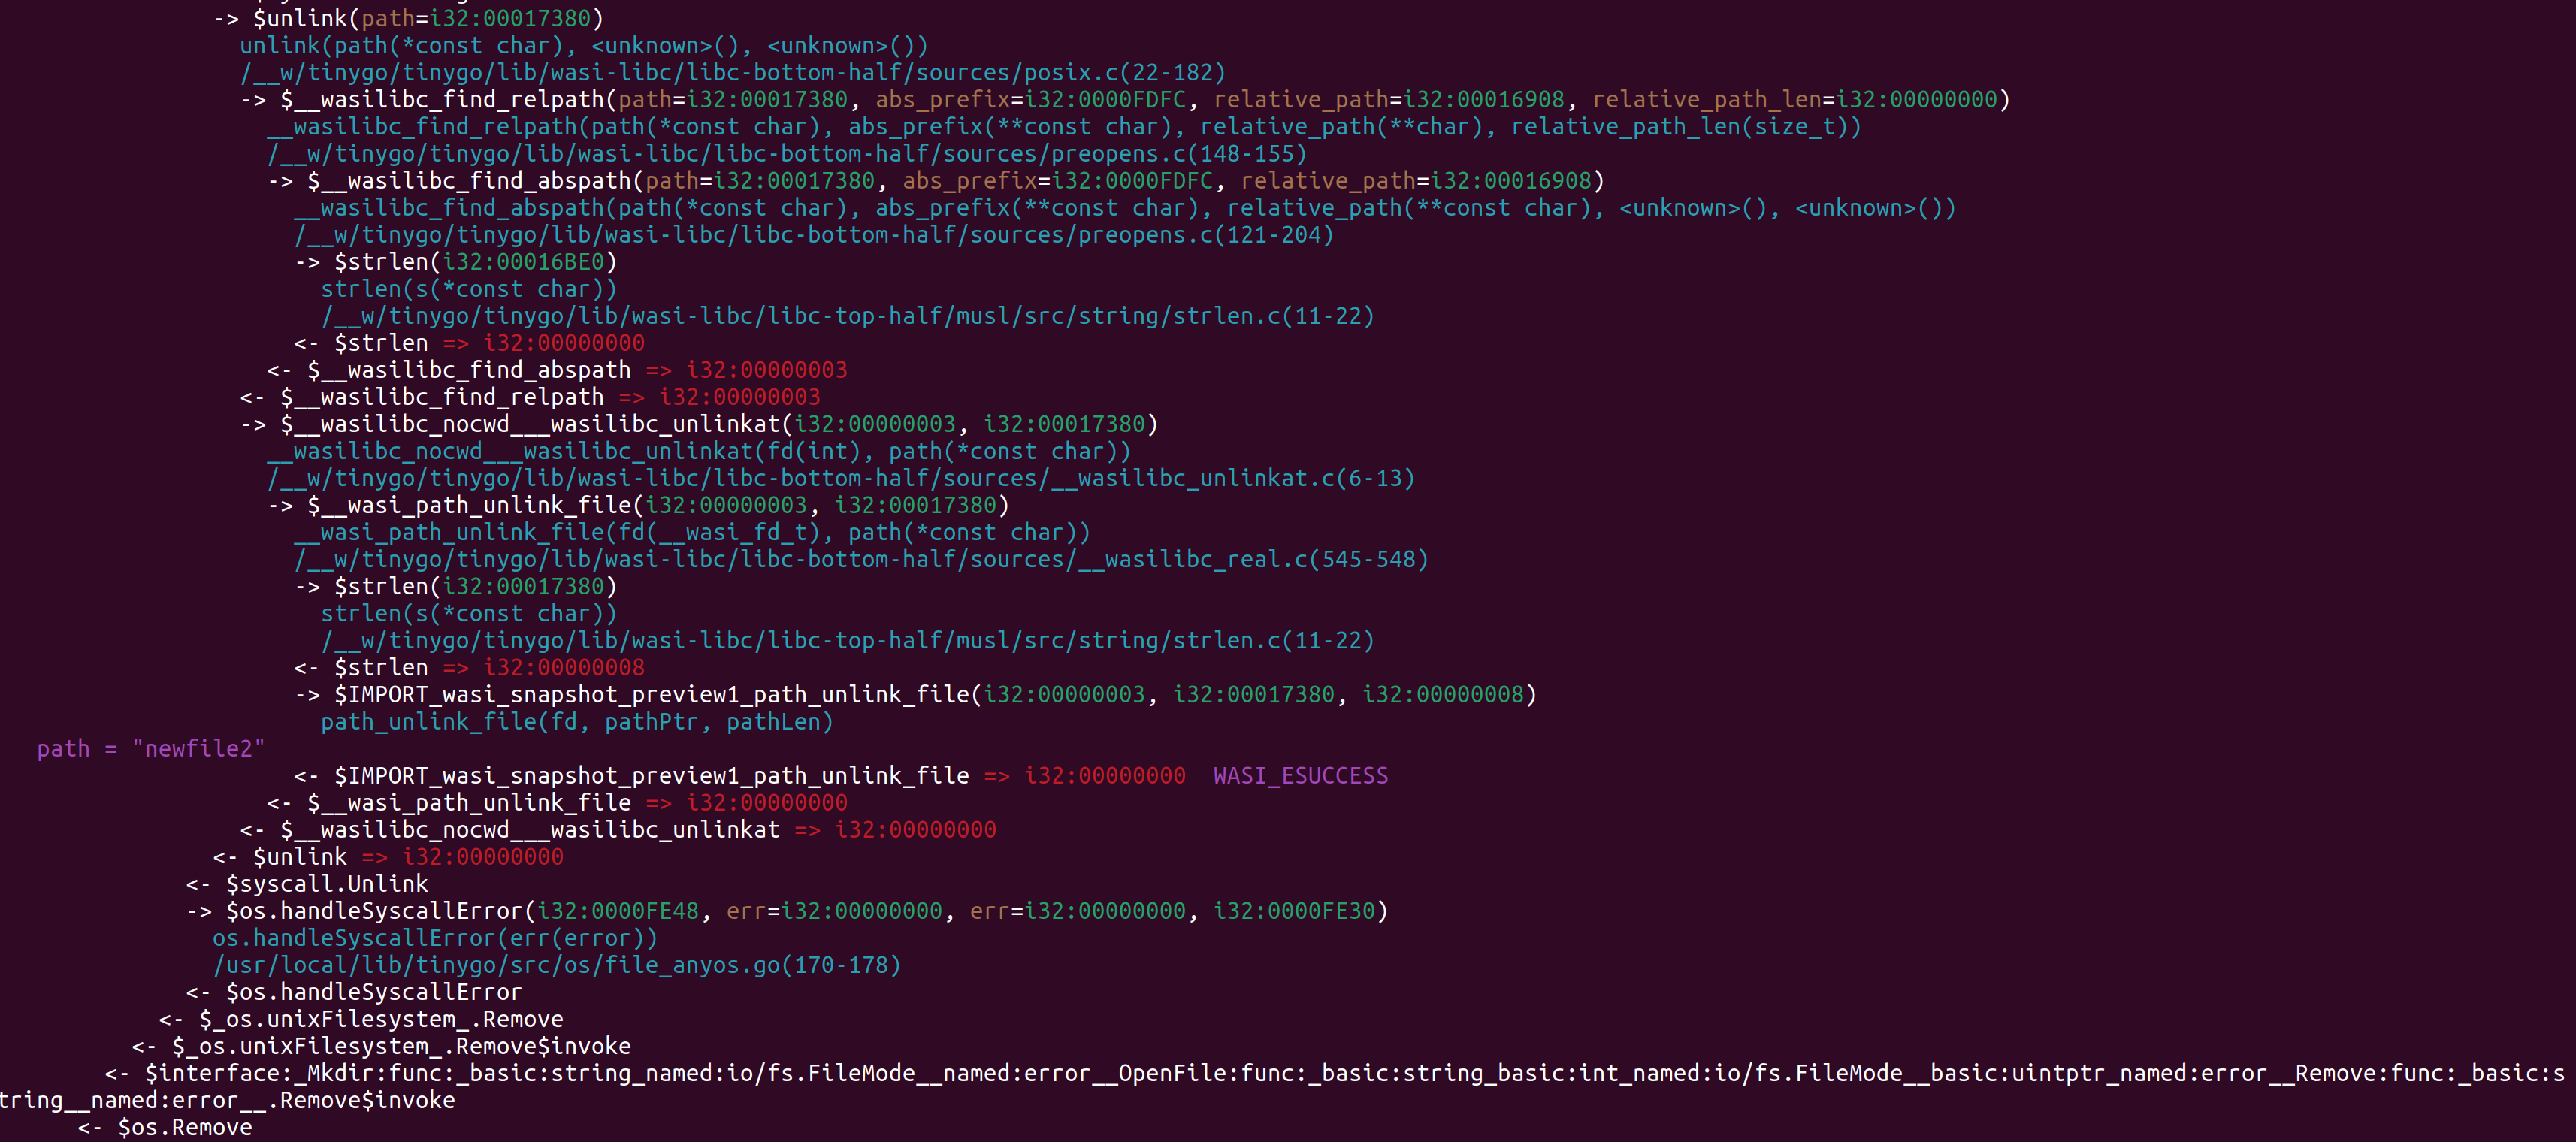 -> $unlink(path=i32:00017380)
unlink(path(*const char), <unknown>(), <unknown>())
/__w/tinygo/tinygo/lib/wasi-libc/libc-bottom-half/sources/posix.c(22-182)
-> $__wasilibc_find_relpath(path=i32:00017380, abs_prefix=i32:0000FDFC, relative_path=i32:00016908, relative_path_len=i32:00000000)
__wasilibc_find_relpath(path(*const char), abs_prefix(**const char), relative_path(**char), relative_path_len(size_t))
/__w/tinygo/tinygo/lib/wasi-libc/libc-bottom-half/sources/preopens.c(148-155)
-> $__wasilibc_find_abspath(path=i32:00017380, abs_prefix=i32:0000FDFC, relative_path=i32:00016908)
__wasilibc_find_abspath(path(*const char), abs_prefix(**const char), relative_path(**const char), <unknown>(), <unknown>())
/__w/tinygo/tinygo/lib/wasi-libc/libc-bottom-half/sources/preopens.c(121-204)
-> $strlen(i32:00016BE0)
strlen(s(*const char))
/__w/tinygo/tinygo/lib/wasi-libc/libc-top-half/musl/src/string/strlen.c(11-22)
<- $strlen => i32:00000000
<- $__wasilibc_find_abspath => i32:00000003
<- $__wasilibc_find_relpath => i32:00000003
-> $__wasilibc_nocwd___wasilibc_unlinkat(i32:00000003, i32:00017380)
__wasilibc_nocwd___wasilibc_unlinkat(fd(int), path(*const char))
/__w/tinygo/tinygo/lib/wasi-libc/libc-bottom-half/sources/__wasilibc_unlinkat.c(6-13)
-> $__wasi_path_unlink_file(i32:00000003, i32:00017380)
__wasi_path_unlink_file(fd(__wasi_fd_t), path(*const char))
/__w/tinygo/tinygo/lib/wasi-libc/libc-bottom-half/sources/__wasilibc_real.c(545-548)
-> $strlen(i32:00017380)
strlen(s(*const char))
/__w/tinygo/tinygo/lib/wasi-libc/libc-top-half/musl/src/string/strlen.c(11-22)
<- $strlen => i32:00000008
-> $IMPORT_wasi_snapshot_preview1_path_unlink_file(i32:00000003, i32:00017380, i32:00000008)
path_unlink_file(fd, pathPtr, pathLen)
path = "newfile2"
<- $IMPORT_wasi_snapshot_preview1_path_unlink_file => i32:00000000  WASI_ESUCCESS
<- $__wasi_path_unlink_file => i32:00000000
<- $__wasilibc_nocwd___wasilibc_unlinkat => i32:00000000
<- $unlink => i32:00000000
<- $syscall.Unlink
-> $os.handleSyscallError(i32:0000FE48, err=i32:00000000, err=i32:00000000, i32:0000FE30)
os.handleSyscallError(err(error))
/usr/local/lib/tinygo/src/os/file_anyos.go(170-178)
<- $os.handleSyscallError
<- $_os.unixFilesystem_.Remove
<- $_os.unixFilesystem_.Remove$invoke
<- $interface:_Mkdir:func:_basic:string_named:io/fs.FileMode__named:error__OpenFile:func:_basic:string_basic:int_named:io/fs.FileMode__basic:uintptr_named:error__Remove:func:_basic:s
tring__named:error__.Remove$invoke
<- $os.Remove